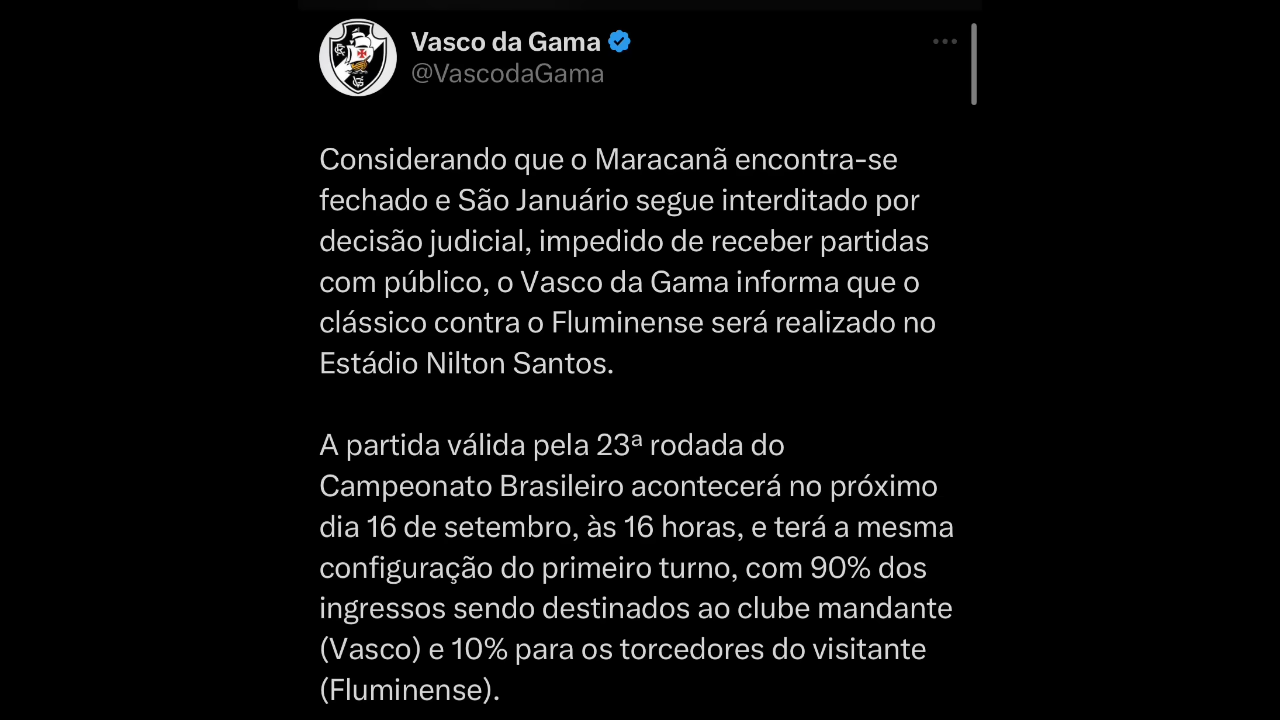 Vasco da Gama
@VascodaGama
Considerando que o Maracanã encontra-se
fechado e São Januário segue interditado por
decisão judicial, impedido de receber partidas
com público, o Vasco da Gama informa que o
clássico contra o Fluminense será realizado no
Estádio Nilton Santos.
A partida válida pela 23ª rodada do
Campeonato Brasileiro acontecerá no próximo
dia 16 de setembro, às 16 horas, e terá a mesma
configuração do primeiro turno, com 90% dos
ingressos sendo destinados ao clube mandante
(Vasco) e 10% para os torcedores do visitante
(Fluminense).